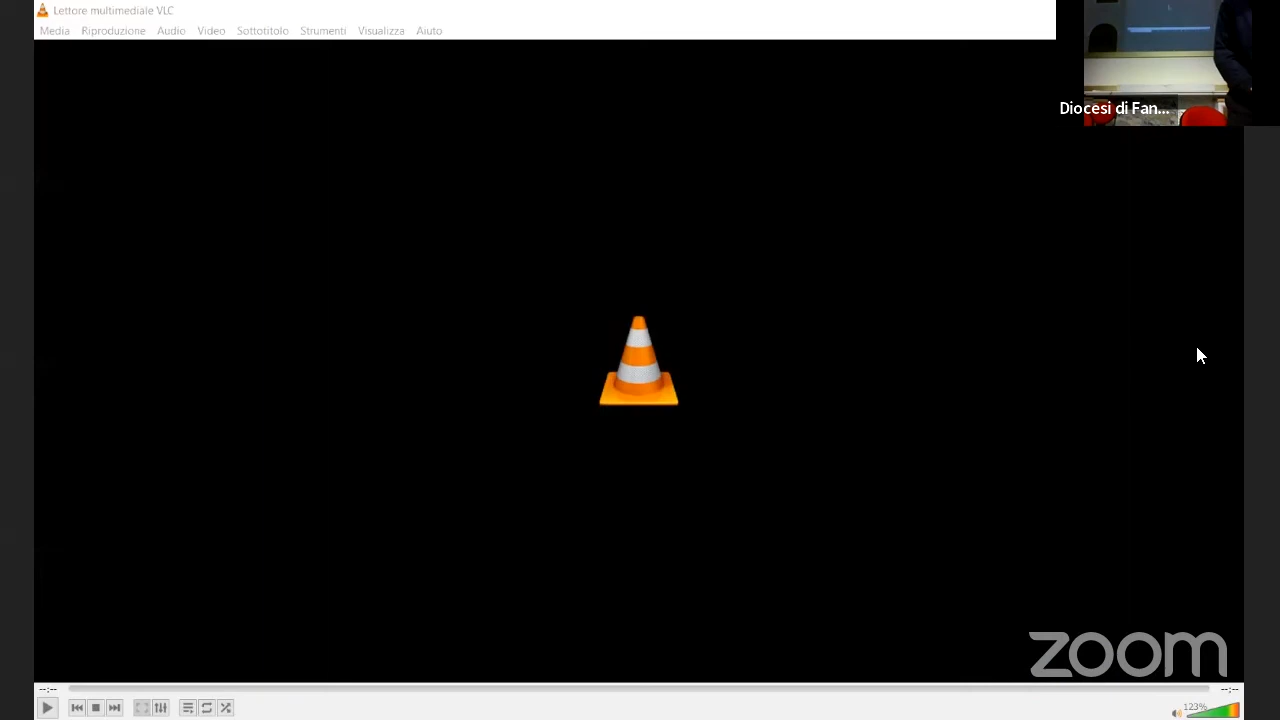 Lettore multimediale VLC
Media Riproduzione Audio Video Sottotitolo Strumenti Visualizza Aiuto
Diocesi di Fan...
zoom
--:-- --:--
123%